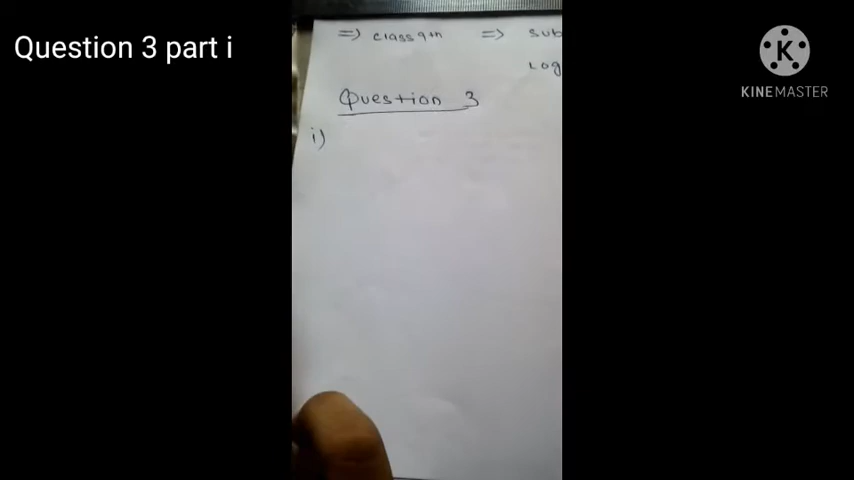 Question 3 part i
KINEMASTER
⇒ class 9th ⇒ sub
Log
Question 3
i)